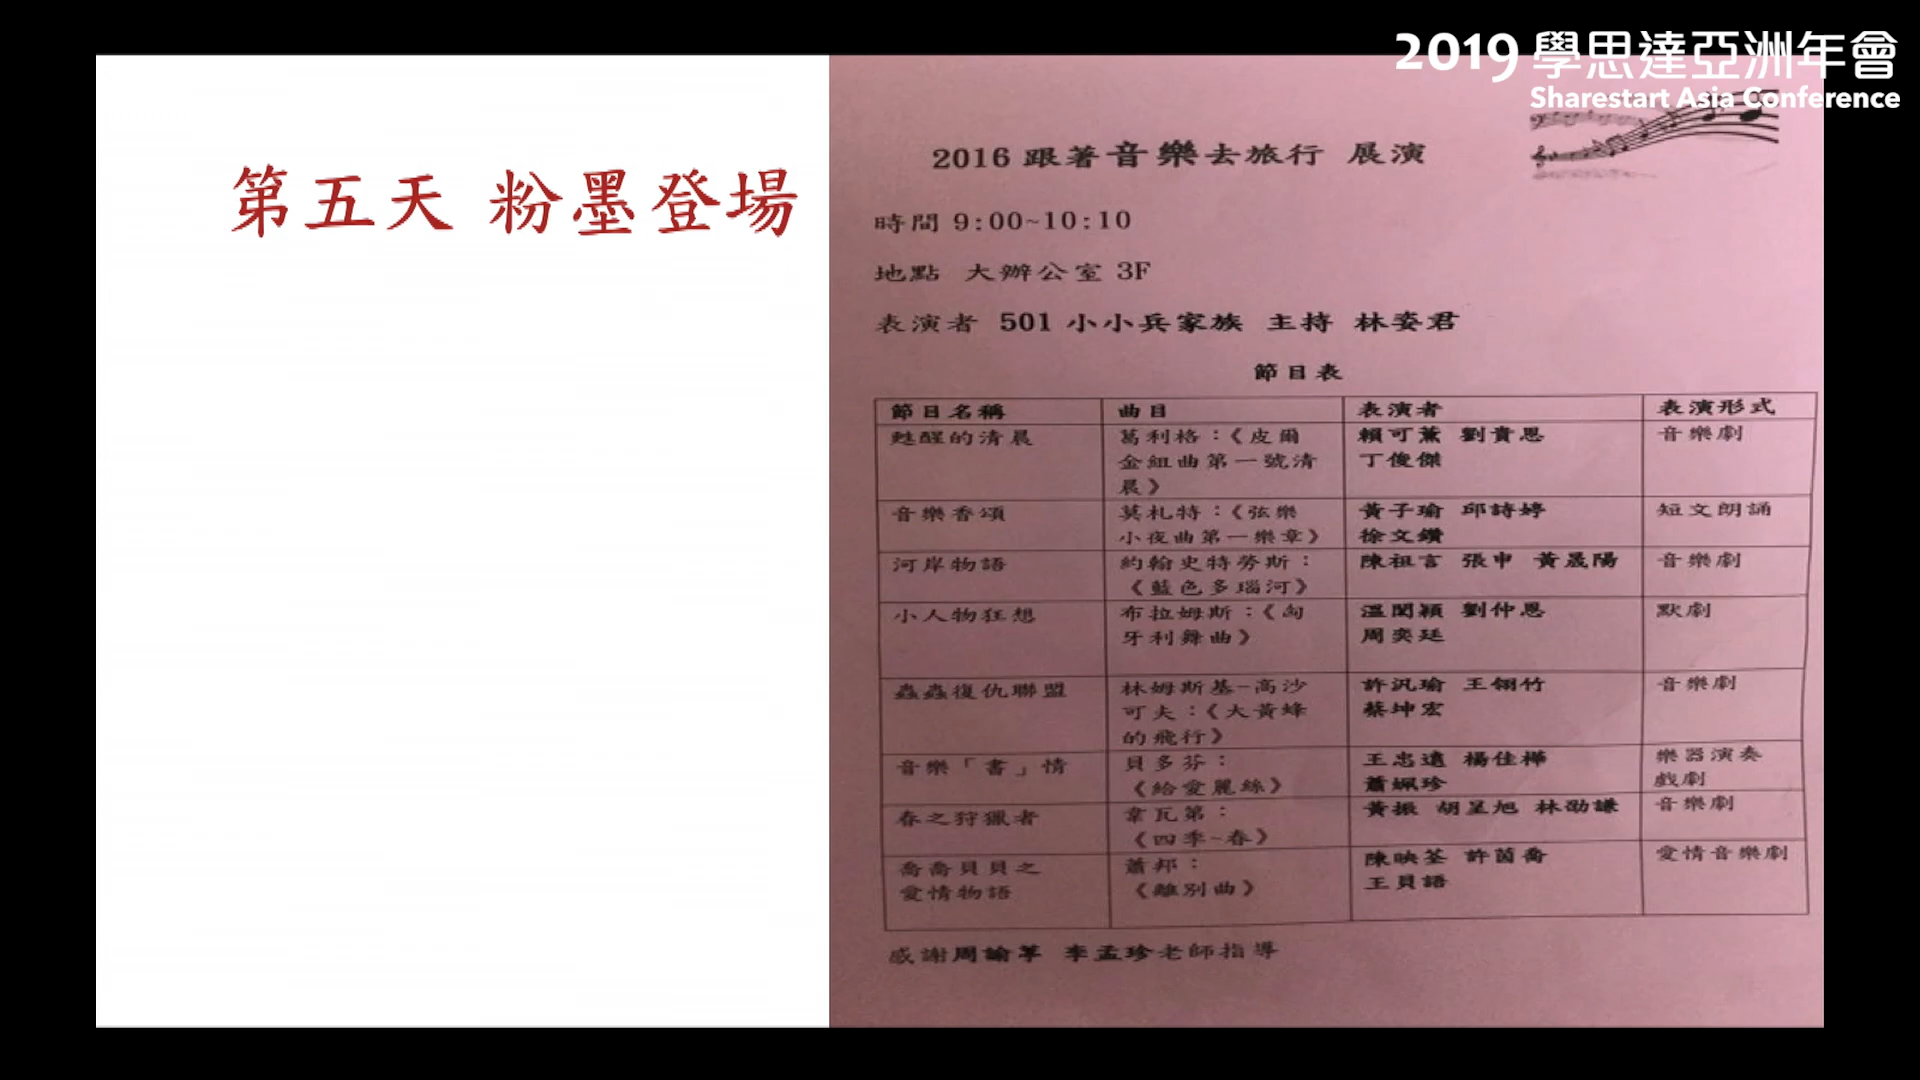 2019 學思達亞洲年會
Sharestart Asia Conference
第五天 粉墨登場
2016 跟著音樂去旅行 展演
時間 9:00~10:10
地點 大辦公室 3F
表演者 501 小小兵家族 主持 林姿君
節目表
節目名稱 曲目 表演者 表演形式
甦醒的清晨 葛利格：《皮爾 賴可薰 劉貴恩 音樂劇
金組曲第一號清 丁俊傑
晨》
音樂香頌 莫札特：《弦樂 黃子瑜 邱詩婷 短文朗誦
小夜曲第一樂章》 徐文鑽
河岸物語 約翰史特勞斯： 陳祖言 張申 黃晟陽 音樂劇
《藍色多瑙河》
小人物狂想 布拉姆斯：《匈 溫閔穎 劉仲恩 默劇
牙利舞曲》 周奕廷
蟲蟲復仇聯盟 林姆斯基-高沙 許汎瑜 王翎竹 音樂劇
可夫：《大黃蜂 蔡坤宏
的飛行》
音樂「書」情 貝多芬： 王忠遠 楊佳樺 樂器演奏
《給愛麗絲》 蕭姵珍 戲劇
春之狩獵者 韋瓦第： 黃振 胡呈旭 林劭謙 音樂劇
《四季-春》
喬喬貝貝之 蕭邦： 陳映荃 許茵喬 愛情音樂劇
愛情物語 《離別曲》 王貝語
感謝周諭 李孟珍老師指導